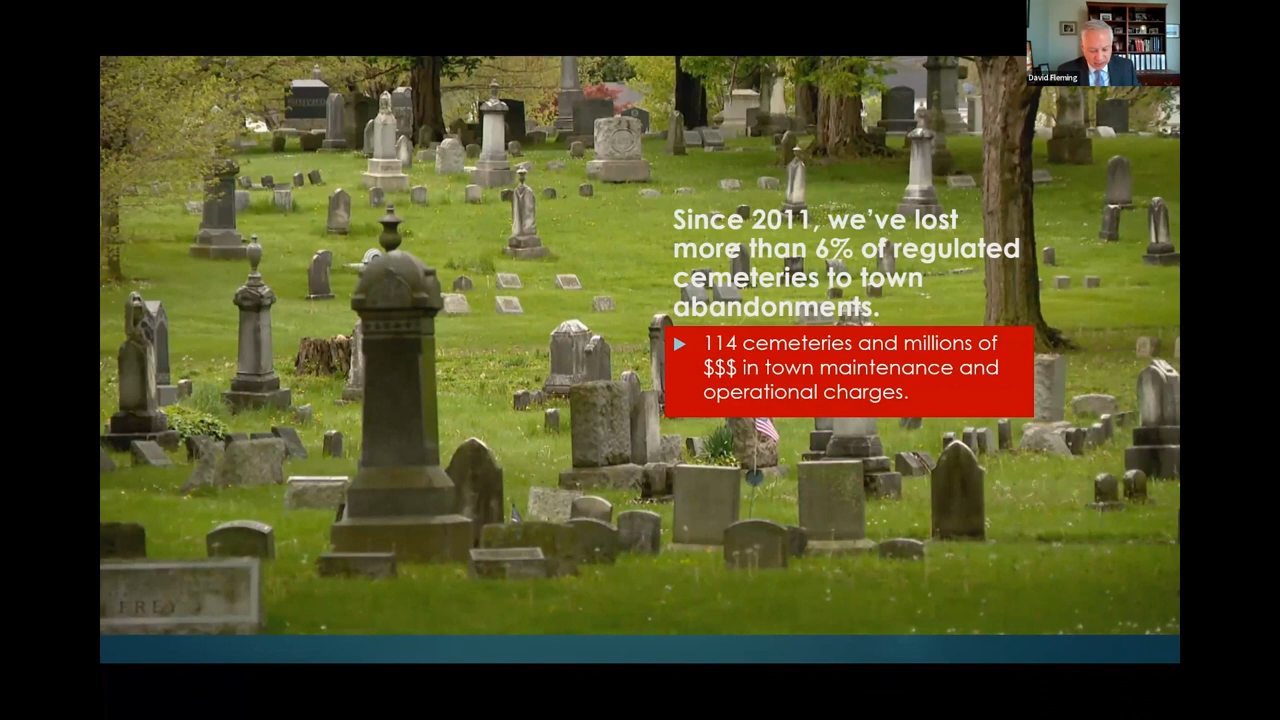 David Fleming
Since 2011, we've lost
more than 6% of regulated
cemeteries to town
abandonments.
114 cemeteries and millions of
$$$ in town maintenance and
operational charges.
FREY